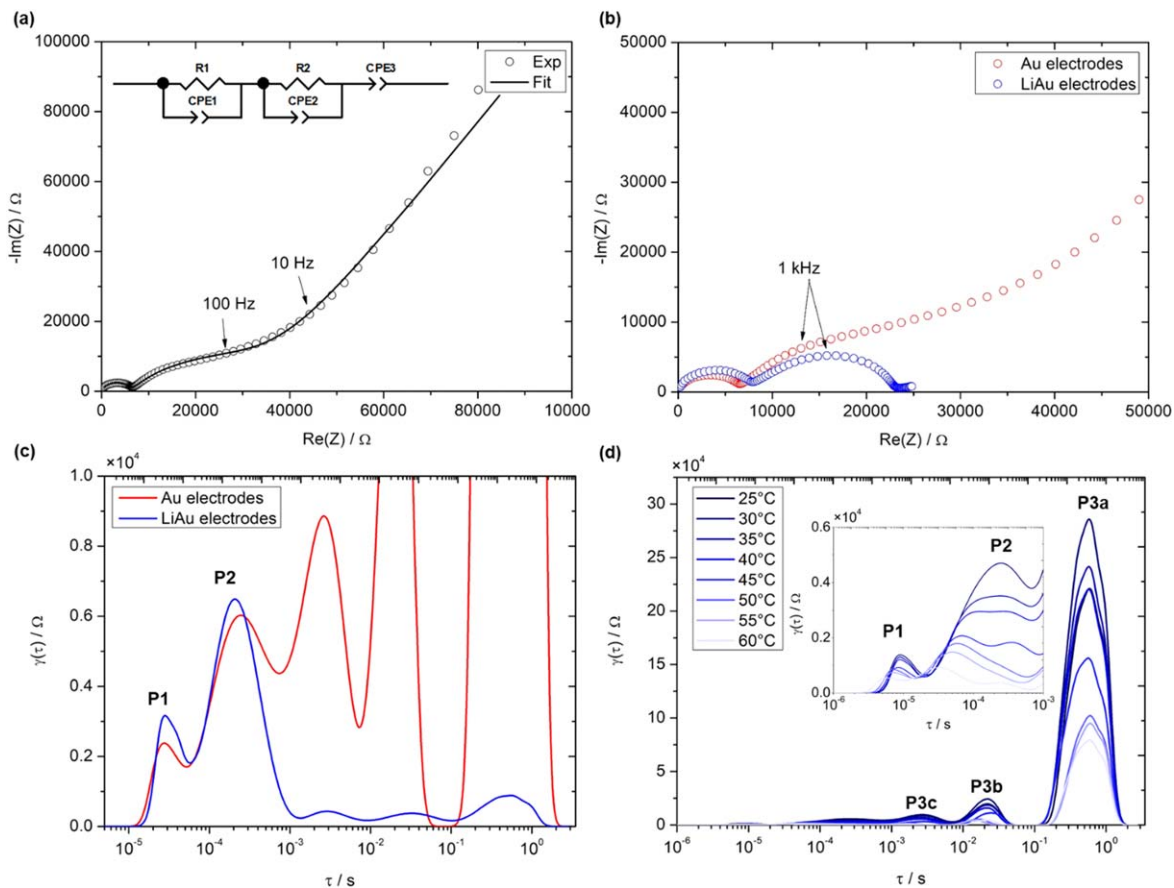 (a)
100000
80000
60000
40000
20000
0
-Im(Z) / Ω
R1
R2
CPE3
CPE1
CPE2
Exp
Fit
100 Hz
10 Hz
0
20000
40000
60000
80000
100000
Re(Z) / Ω
(b)
50000
40000
30000
20000
10000
0
-Im(Z) / Ω
Au electrodes
LiAu electrodes
1 kHz
0
10000
20000
30000
40000
50000
Re(Z) / Ω
(c)
×10⁴
1.0
0.8
0.6
0.4
0.2
0.0
γ(τ) / Ω
Au electrodes
LiAu electrodes
P1
P2
10⁻⁵
10⁻⁴
10⁻³
10⁻²
10⁻¹
10⁰
τ / s
(d)
×10⁴
30
25
20
15
10
5
0
γ(τ) / Ω
25°C
30°C
35°C
40°C
45°C
50°C
55°C
60°C
×10⁴
0.6
0.4
0.2
0.0
γ(τ) / Ω
P1
P2
10⁻⁶
10⁻⁵
10⁻⁴
10⁻³
τ / s
P3a
P3b
P3c
10⁻⁶
10⁻⁵
10⁻⁴
10⁻³
10⁻²
10⁻¹
10⁰
τ / s